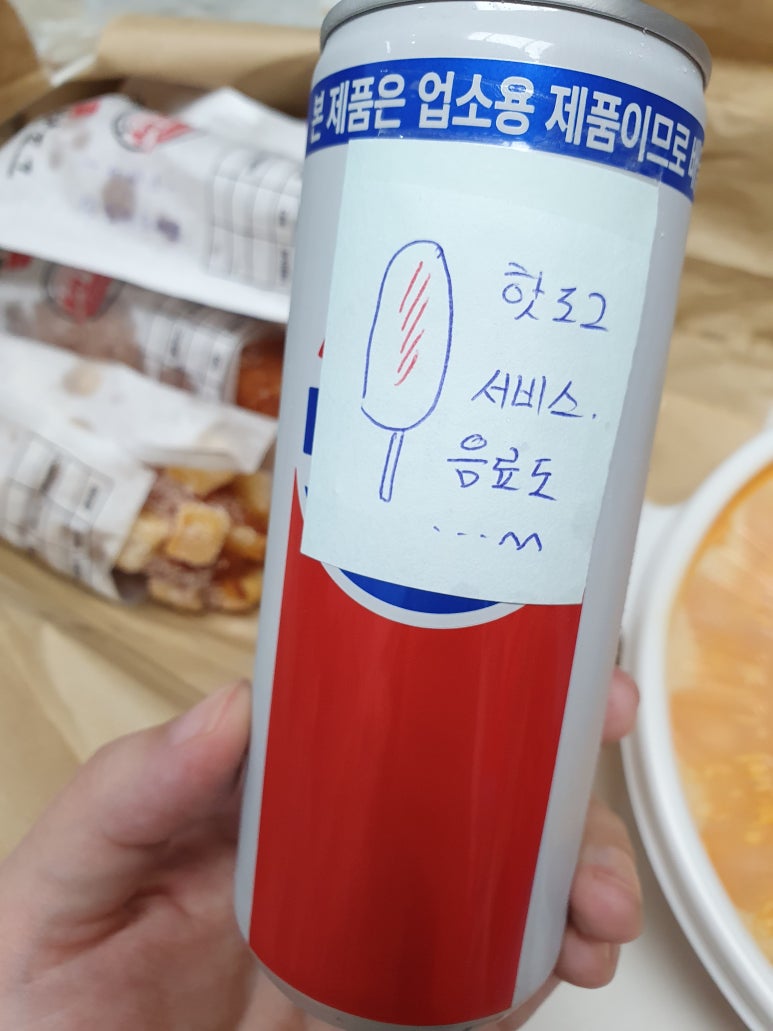 본 제품은 업소용 제품이므로
핫로그
서비스.
음료도
...^^